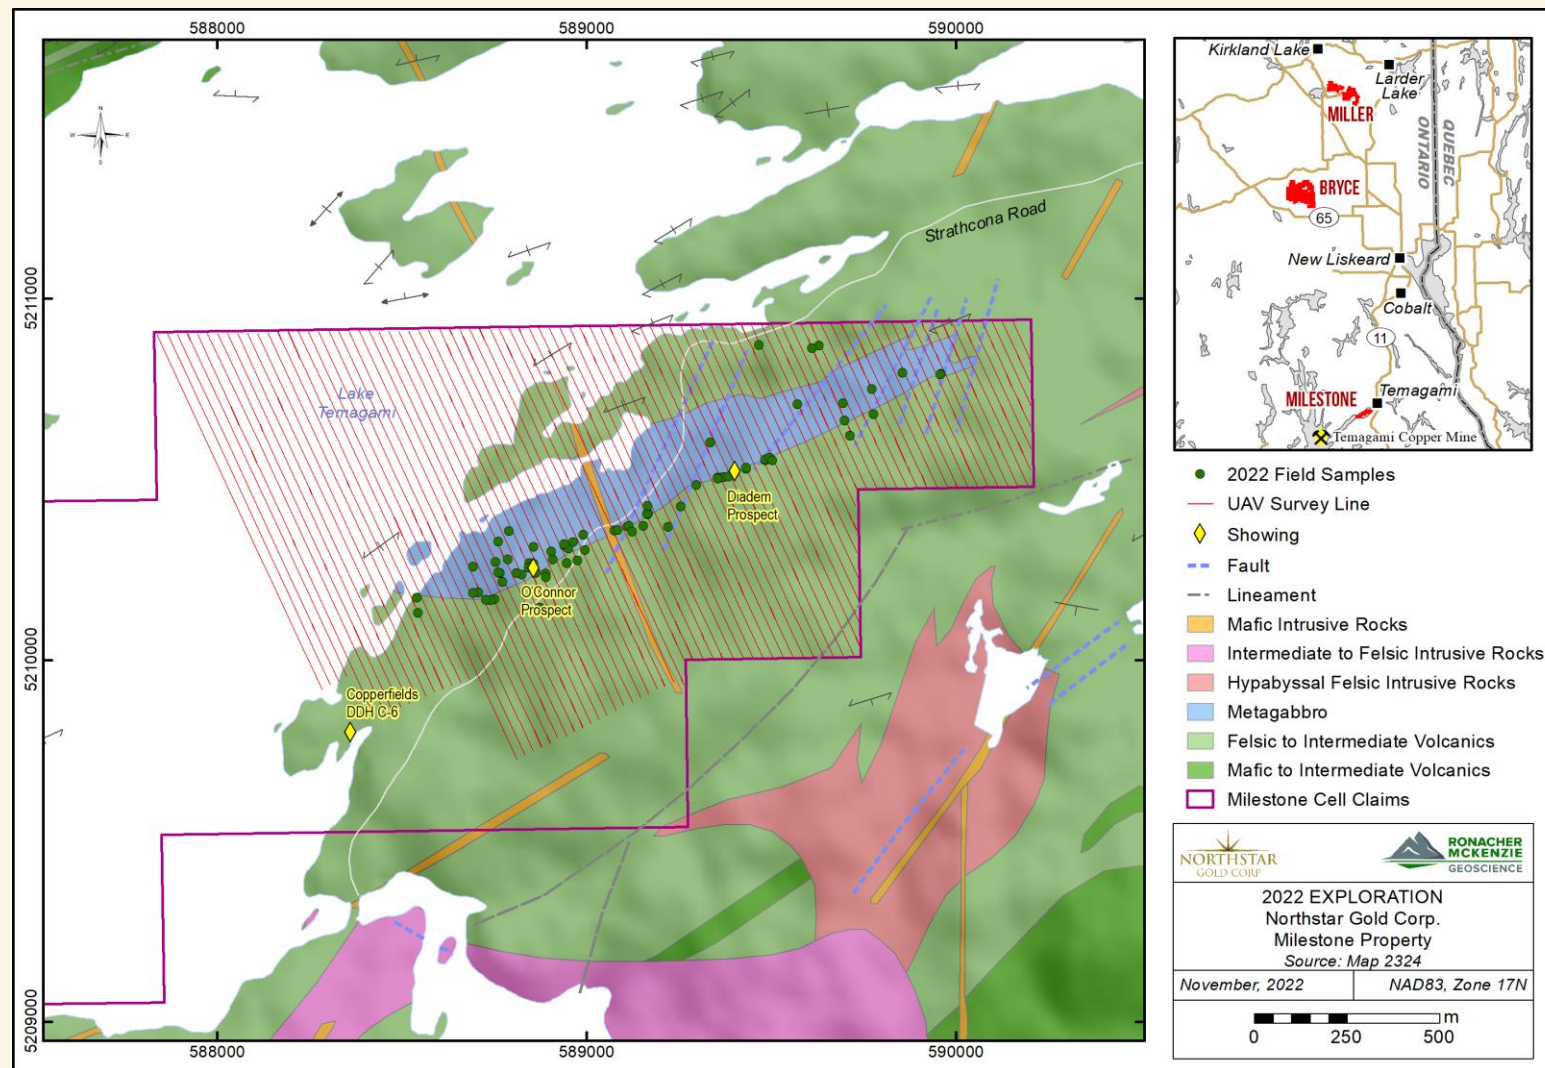 588000
589000
590000
N
W
E
S
5211000
5210000
5209000
Strathcona Road
Lake
Temagami
Diadem
Prospect
O'Connor
Prospect
Copperfields
DDH C-6
588000
589000
590000
Kirkland Lake
Larder
Lake
MILLER
ONTARIO
QUEBEC
BRYCE
65
New Liskeard
Cobalt
11
MILESTONE
Temagami
Temagami Copper Mine
2022 Field Samples
UAV Survey Line
Showing
Fault
Lineament
Mafic Intrusive Rocks
Intermediate to Felsic Intrusive Rocks
Hypabyssal Felsic Intrusive Rocks
Metagabbro
Felsic to Intermediate Volcanics
Mafic to Intermediate Volcanics
Milestone Cell Claims
NORTHSTAR
GOLD CORP
RONACHER
MCKENZIE
GEOSCIENCE
2022 EXPLORATION
Northstar Gold Corp.
Milestone Property
Source: Map 2324
November, 2022
NAD83, Zone 17N
m
0 250 500